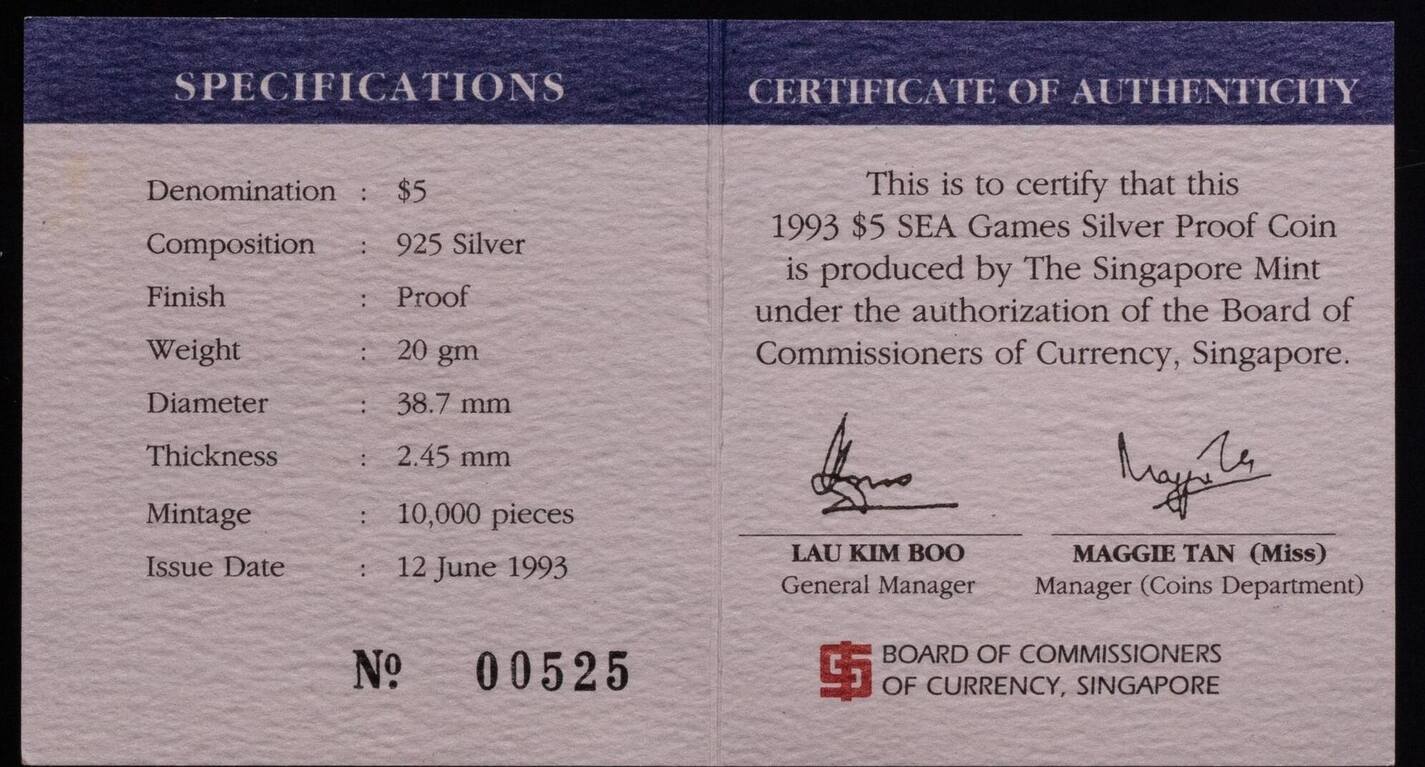 SPECIFICATIONS
Denomination : $5
Composition : 925 Silver
Finish : Proof
Weight : 20 gm
Diameter : 38.7 mm
Thickness : 2.45 mm
Mintage : 10,000 pieces
Issue Date : 12 June 1993
Nº 00525
CERTIFICATE OF AUTHENTICITY
This is to certify that this
1993 $5 SEA Games Silver Proof Coin
is produced by The Singapore Mint
under the authorization of the Board of
Commissioners of Currency, Singapore.
LAU KIM BOO
General Manager
MAGGIE TAN (Miss)
Manager (Coins Department)
BOARD OF COMMISSIONERS
OF CURRENCY, SINGAPORE